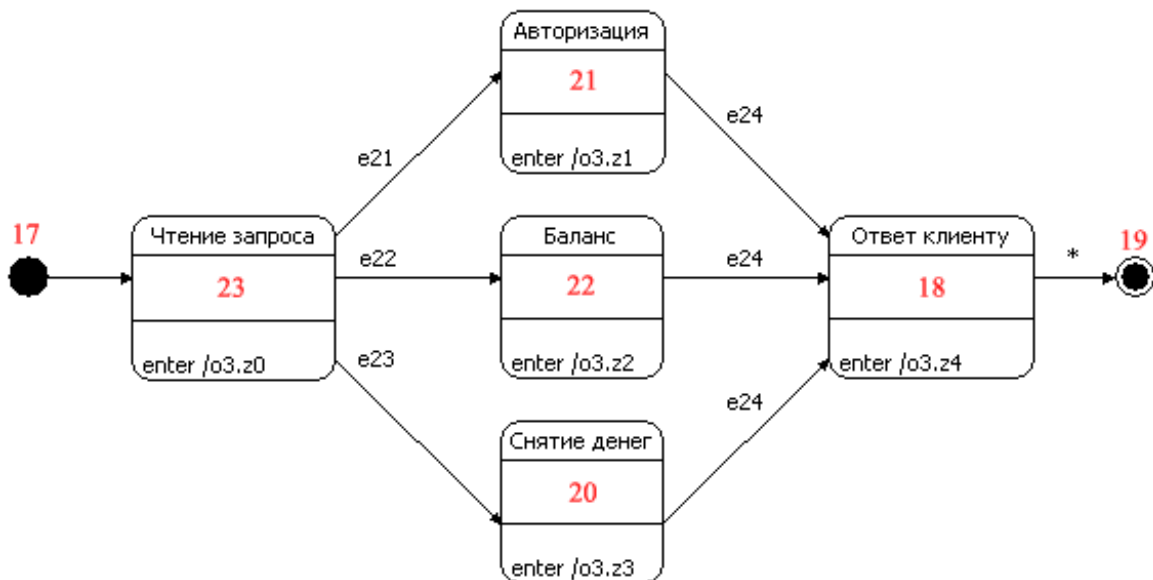 Авторизация
21
enter /o3.z1
e21
e24
17
Чтение запроса
23
enter /o3.z0
e22
Баланс
22
enter /o3.z2
e24
Ответ клиенту
18
enter /o3.z4
*
19
e23
e24
Снятие денег
20
enter /o3.z3